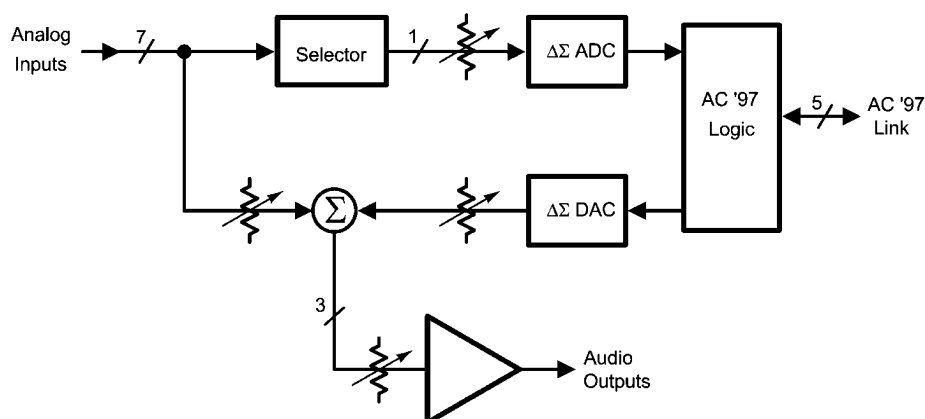 Analog
Inputs
7
Selector
1
ΔΣ ADC
AC '97
Logic
5
AC '97
Link
Σ
ΔΣ DAC
3
Audio
Outputs